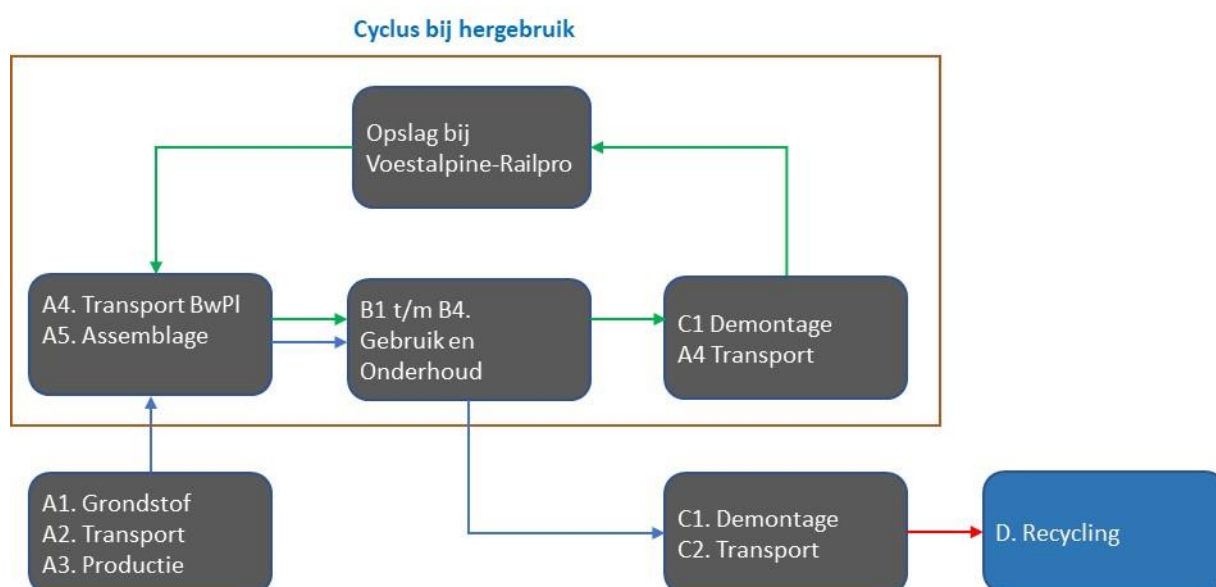 Cyclus bij hergebruik
Opslag bij
Voestalpine-Railpro
A4. Transport BwPl
A5. Assemblage
B1 t/m B4.
Gebruik en
Onderhoud
C1 Demontage
A4 Transport
A1. Grondstof
A2. Transport
A3. Productie
C1. Demontage
C2. Transport
D. Recycling